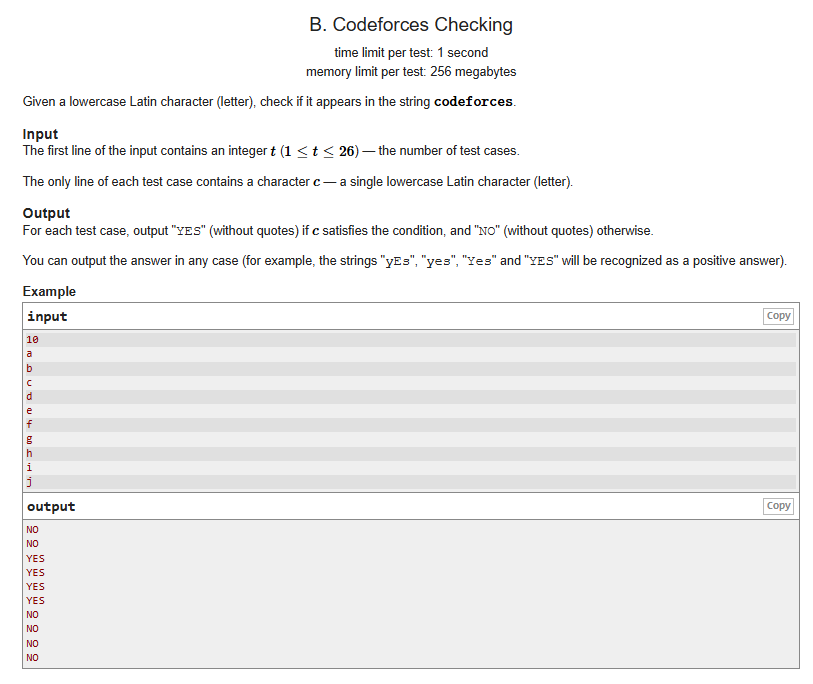 B. Codeforces Checking
time limit per test: 1 second
memory limit per test: 256 megabytes
Given a lowercase Latin character (letter), check if it appears in the string codeforces.
Input
The first line of the input contains an integer t (1 ≤ t ≤ 26) — the number of test cases.
The only line of each test case contains a character c — a single lowercase Latin character (letter).
Output
For each test case, output "YES" (without quotes) if c satisfies the condition, and "NO" (without quotes) otherwise.
You can output the answer in any case (for example, the strings "yEs", "yes", "Yes" and "YES" will be recognized as a positive answer).
Example
input Copy
10
a
b
c
d
e
f
g
h
i
j
output Copy
NO
NO
YES
YES
YES
YES
NO
NO
NO
NO